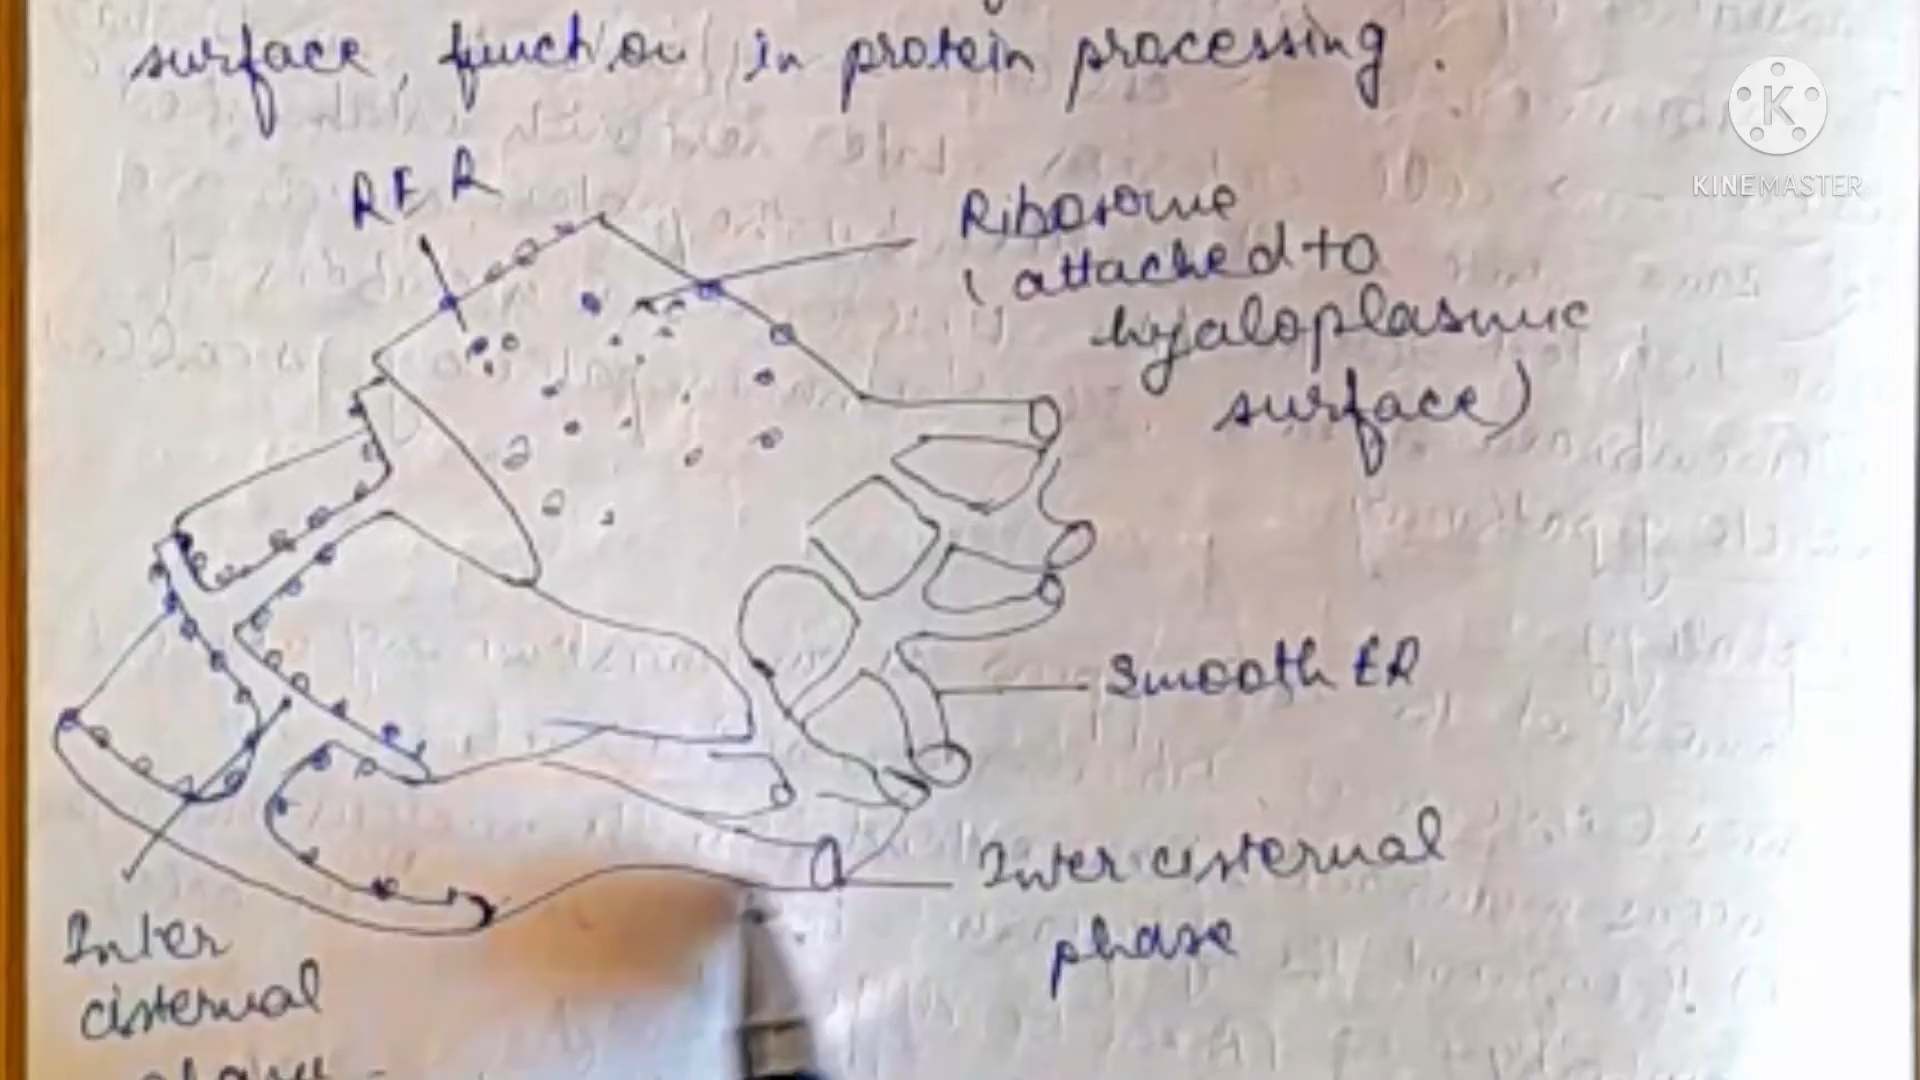 surface, function in protein processing.
RER
Ribosome
(attached to
hyaloplasmic
surface)
Smooth ER
Inter cisternal
phase
Inter
cisternal
KINEMASTER